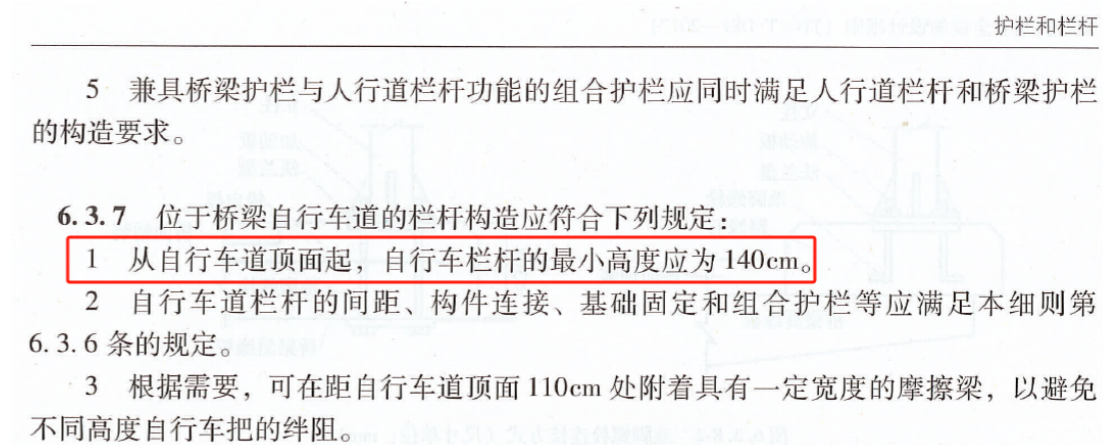 护栏和栏杆
5 兼具桥梁护栏与人行道栏杆功能的组合护栏应同时满足人行道栏杆和桥梁护栏
的构造要求。
6.3.7 位于桥梁自行车道的栏杆构造应符合下列规定：
1 从自行车道顶面起，自行车栏杆的最小高度应为140cm。
2 自行车道栏杆的间距、构件连接、基础固定和组合护栏等应满足本细则第
6.3.6条的规定。
3 根据需要，可在距自行车道顶面110cm处附着具有一定宽度的摩擦梁，以避免
不同高度自行车把的绊阻。